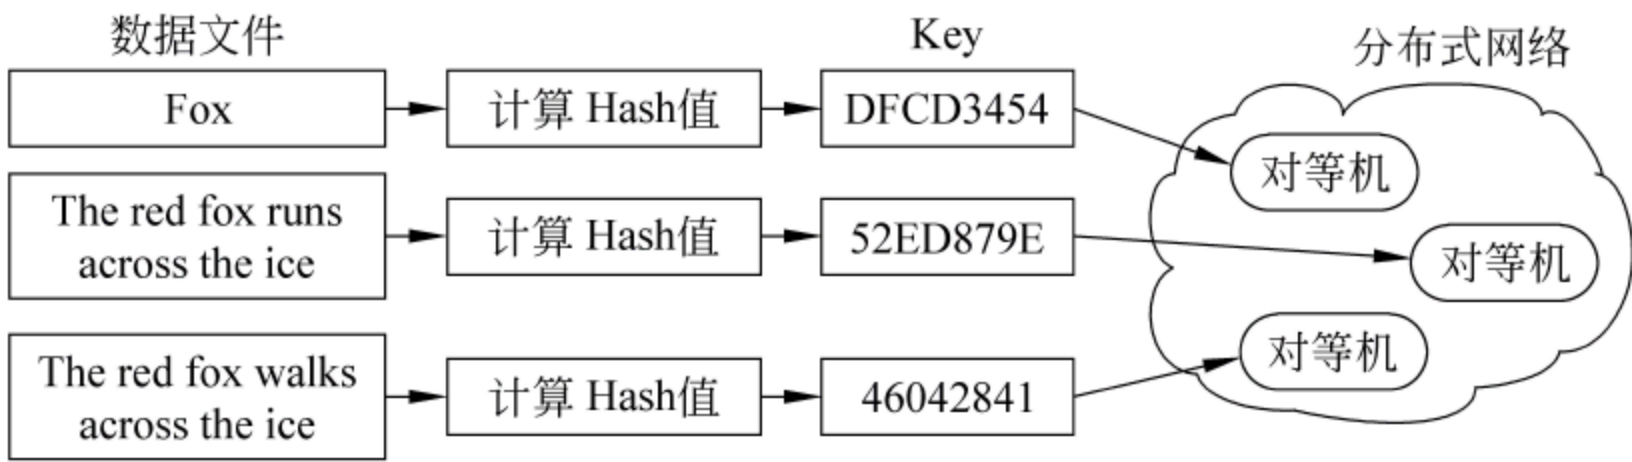 数据文件
Key
分布式网络
Fox
计算 Hash值
DFCD3454
对等机
The red fox runs
across the ice
计算 Hash值
52ED879E
对等机
The red fox walks
across the ice
计算 Hash值
46042841
对等机